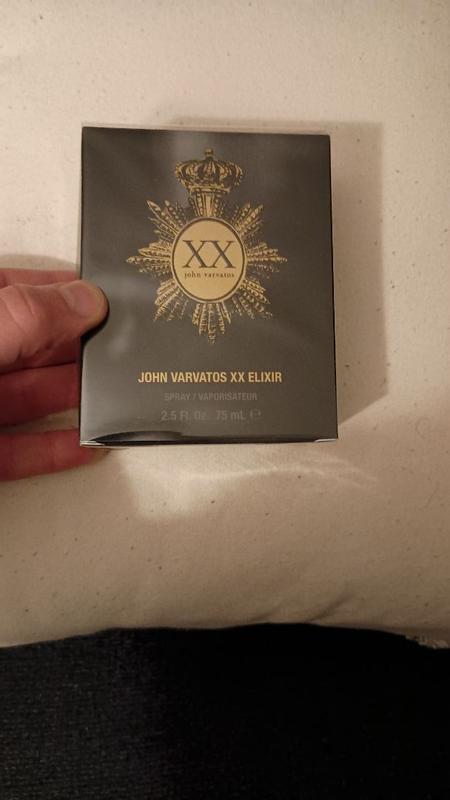 XX
john varvatos
JOHN VARVATOS XX ELIXIR
SPRAY / VAPORISATEUR
2.5 Fl. Oz. 75 mL ℮